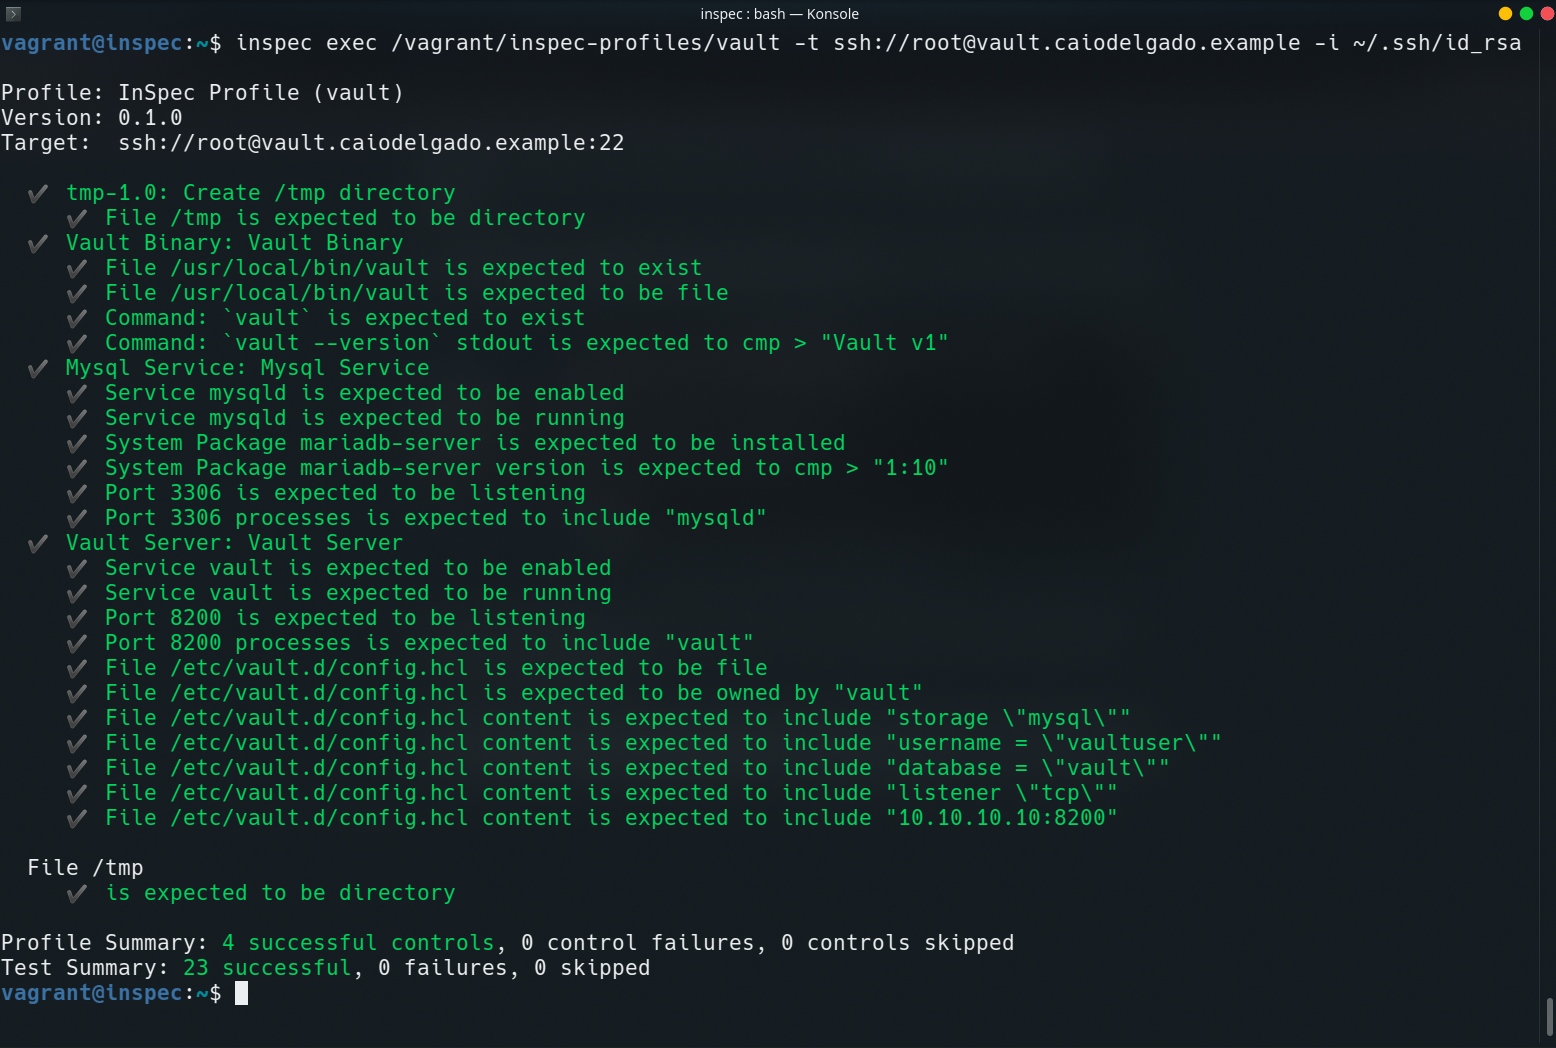 inspec : bash — Konsole
vagrant@inspec:~$ inspec exec /vagrant/inspec-profiles/vault -t ssh://root@vault.caiodelgado.example -i ~/.ssh/id_rsa
Profile: InSpec Profile (vault)
Version: 0.1.0
Target:  ssh://root@vault.caiodelgado.example:22
✔ tmp-1.0: Create /tmp directory
✔ File /tmp is expected to be directory
✔ Vault Binary: Vault Binary
✔ File /usr/local/bin/vault is expected to exist
✔ File /usr/local/bin/vault is expected to be file
✔ Command: `vault` is expected to exist
✔ Command: `vault --version` stdout is expected to cmp > "Vault v1"
✔ Mysql Service: Mysql Service
✔ Service mysqld is expected to be enabled
✔ Service mysqld is expected to be running
✔ System Package mariadb-server is expected to be installed
✔ System Package mariadb-server version is expected to cmp > "1:10"
✔ Port 3306 is expected to be listening
✔ Port 3306 processes is expected to include "mysqld"
✔ Vault Server: Vault Server
✔ Service vault is expected to be enabled
✔ Service vault is expected to be running
✔ Port 8200 is expected to be listening
✔ Port 8200 processes is expected to include "vault"
✔ File /etc/vault.d/config.hcl is expected to be file
✔ File /etc/vault.d/config.hcl is expected to be owned by "vault"
✔ File /etc/vault.d/config.hcl content is expected to include "storage \"mysql\""
✔ File /etc/vault.d/config.hcl content is expected to include "username = \"vaultuser\""
✔ File /etc/vault.d/config.hcl content is expected to include "database = \"vault\""
✔ File /etc/vault.d/config.hcl content is expected to include "listener \"tcp\""
✔ File /etc/vault.d/config.hcl content is expected to include "10.10.10.10:8200"
File /tmp
✔ is expected to be directory
Profile Summary: 4 successful controls, 0 control failures, 0 controls skipped
Test Summary: 23 successful, 0 failures, 0 skipped
vagrant@inspec:~$